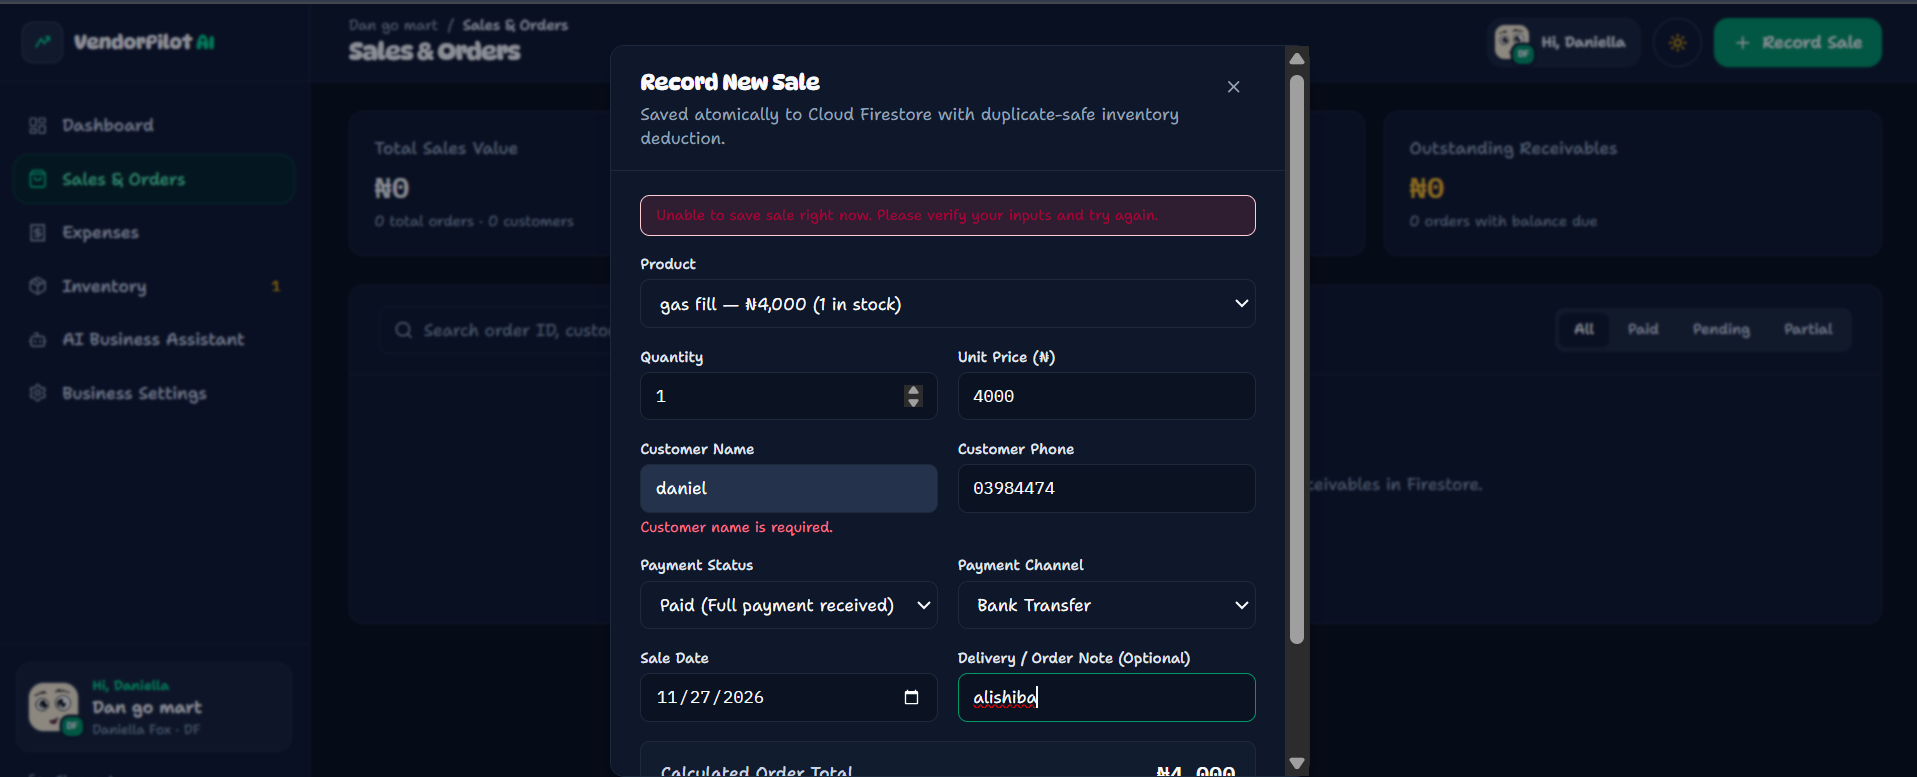 VendorPilot AI
Dan go mart / Sales & Orders
Sales & Orders
Hi, Daniella
DF
+ Record Sale
Dashboard
Sales & Orders
Expenses
Inventory 1
AI Business Assistant
Business Settings
Hi, Daniella
Dan go mart
Daniella Fox · DF
DF
Total Sales Value
₦0
0 total orders · 0 customers
Outstanding Receivables
₦0
0 orders with balance due
Search order ID, custo
All Paid Pending Partial
ceivables in Firestore.
Record New Sale
Saved atomically to Cloud Firestore with duplicate-safe inventory
deduction.
Unable to save sale right now. Please verify your inputs and try again.
Product
gas fill — ₦4,000 (1 in stock)
Quantity Unit Price (₦)
1 4000
Customer Name Customer Phone
daniel 03984474
Customer name is required.
Payment Status Payment Channel
Paid (Full payment received) Bank Transfer
Sale Date Delivery / Order Note (Optional)
11/27/2026 alishiba
Calculated Order Total ₦4,000